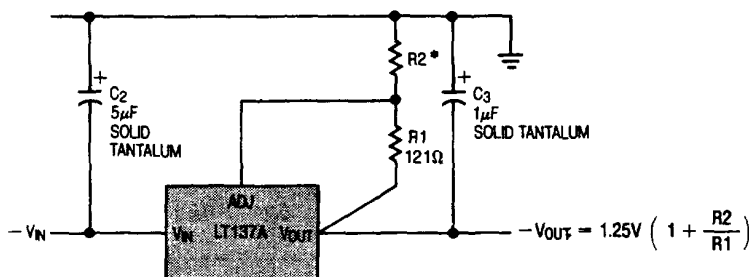 R2*
C2
5µF
SOLID
TANTALUM
C3
1µF
SOLID TANTALUM
R1
121Ω
ADJ
−VIN
VIN LT137A VOUT
−VOUT = 1.25V ( 1 + R2/R1 )